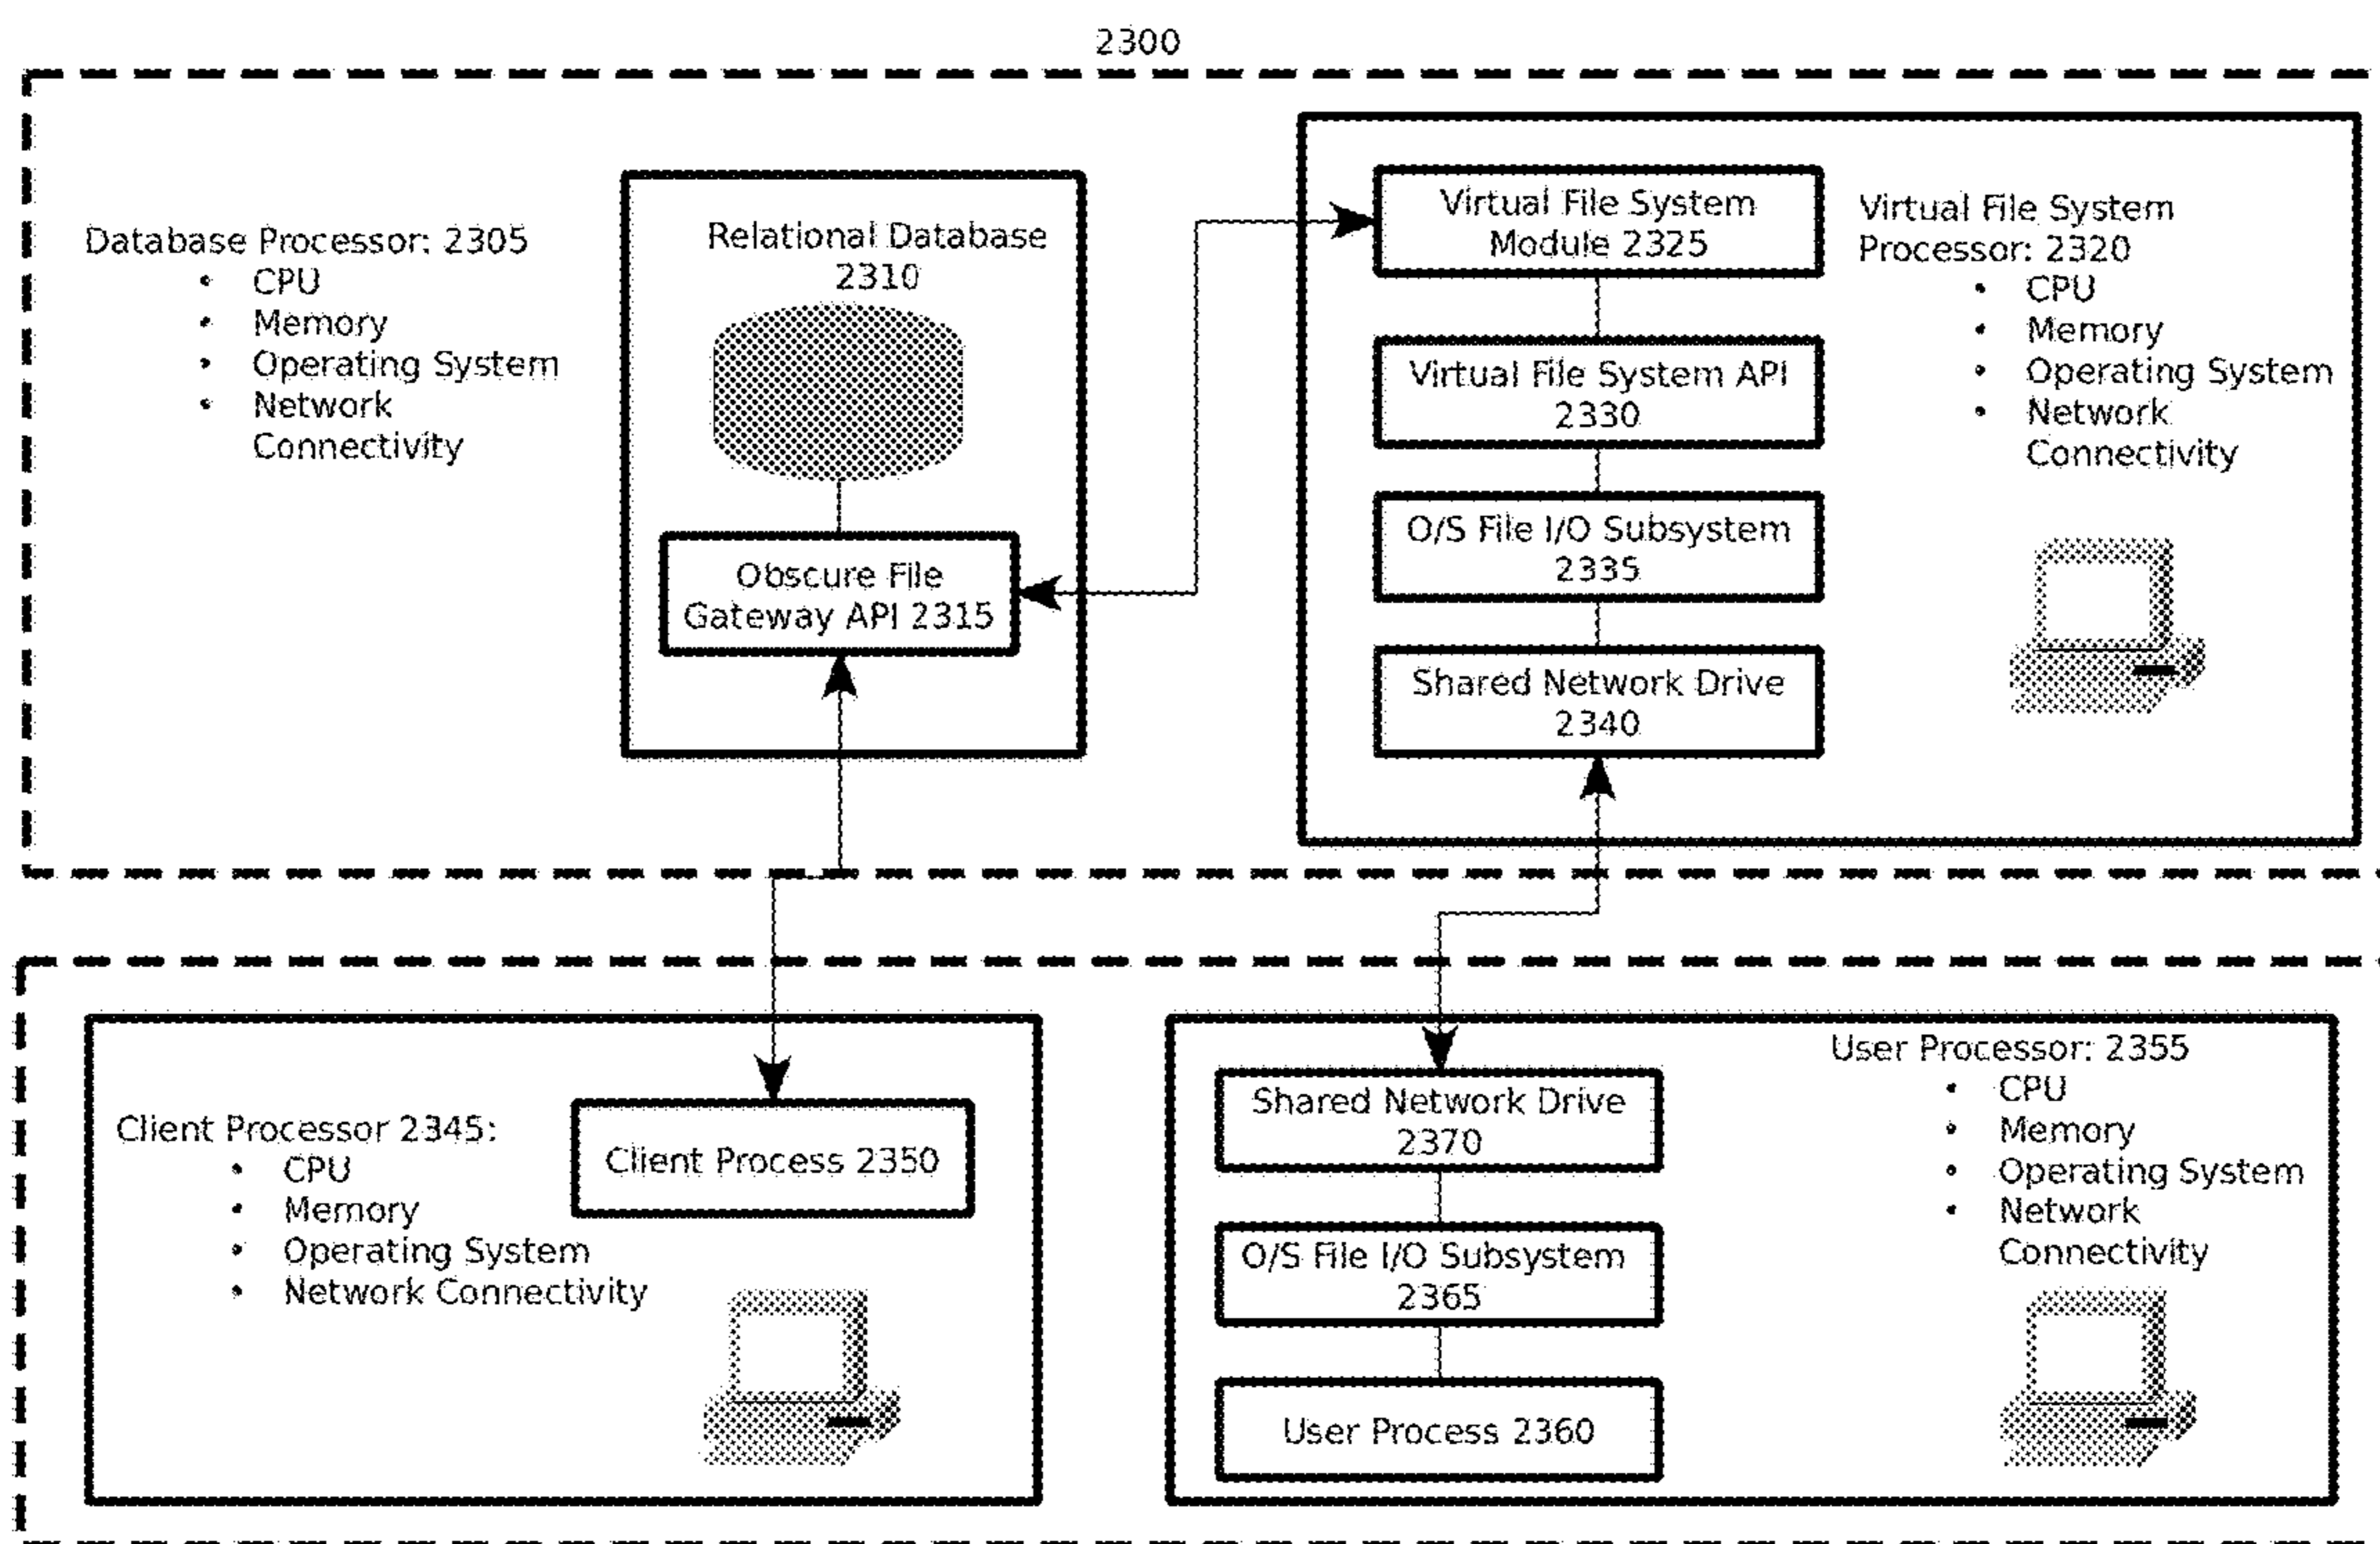 2300
Database Processor: 2305
• CPU
• Memory
• Operating System
• Network
Connectivity
Relational Database
2310
Obscure File
Gateway API 2315
Virtual File System
Module 2325
Virtual File System API
2330
O/S File I/O Subsystem
2335
Shared Network Drive
2340
Virtual File System
Processor: 2320
• CPU
• Memory
• Operating System
• Network
Connectivity
Client Processor 2345:
• CPU
• Memory
• Operating System
• Network Connectivity
Client Process 2350
Shared Network Drive
2370
O/S File I/O Subsystem
2365
User Process 2360
User Processor: 2355
• CPU
• Memory
• Operating System
• Network
Connectivity